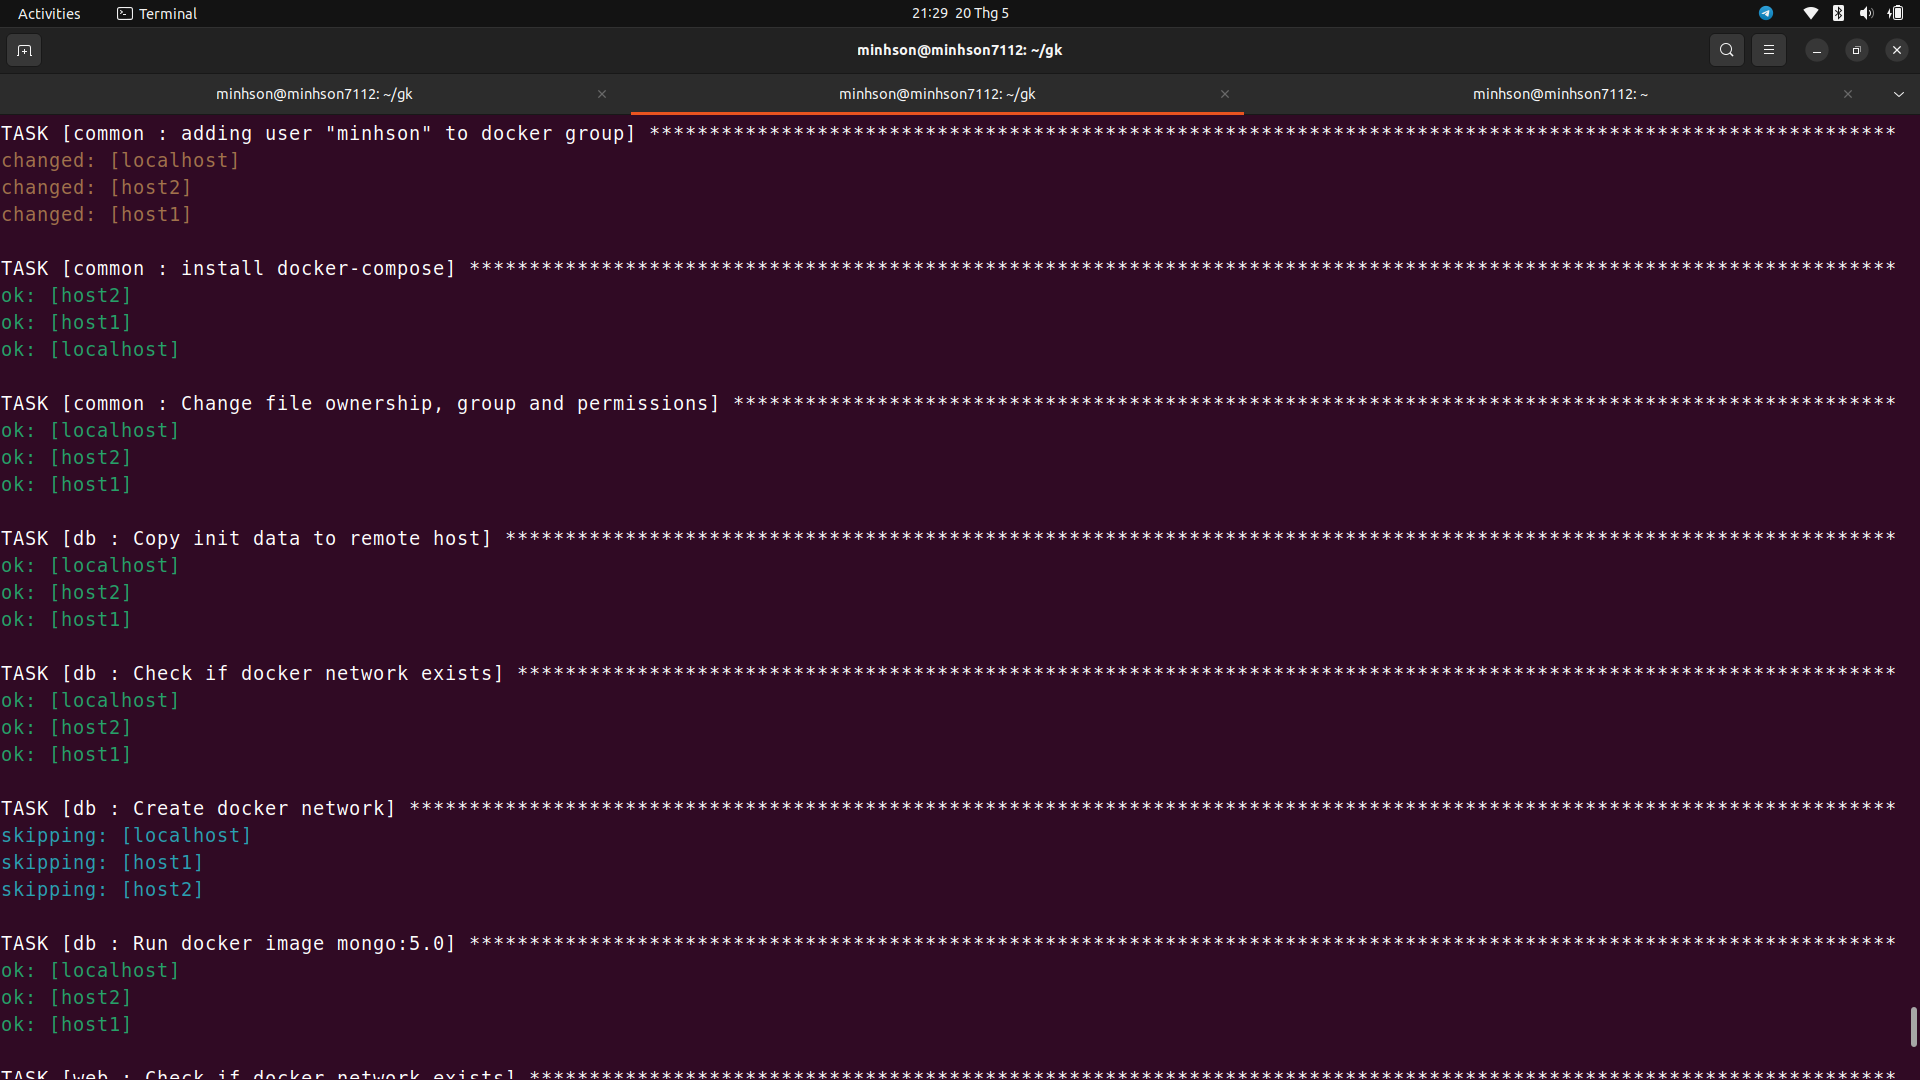 Activities Terminal 21:29 20 Thg 5
minhson@minhson7112: ~/gk
minhson@minhson7112: ~/gk minhson@minhson7112: ~/gk minhson@minhson7112: ~
TASK [common : adding user "minhson" to docker group] ********************************************************************************************************
changed: [localhost]
changed: [host2]
changed: [host1]
TASK [common : install docker-compose] ***********************************************************************************************************************
ok: [host2]
ok: [host1]
ok: [localhost]
TASK [common : Change file ownership, group and permissions] *************************************************************************************************
ok: [localhost]
ok: [host2]
ok: [host1]
TASK [db : Copy init data to remote host] ********************************************************************************************************************
ok: [localhost]
ok: [host2]
ok: [host1]
TASK [db : Check if docker network exists] *******************************************************************************************************************
ok: [localhost]
ok: [host2]
ok: [host1]
TASK [db : Create docker network] ****************************************************************************************************************************
skipping: [localhost]
skipping: [host1]
skipping: [host2]
TASK [db : Run docker image mongo:5.0] ***********************************************************************************************************************
ok: [localhost]
ok: [host2]
ok: [host1]
TASK [web : Check if docker network exists] ******************************************************************************************************************